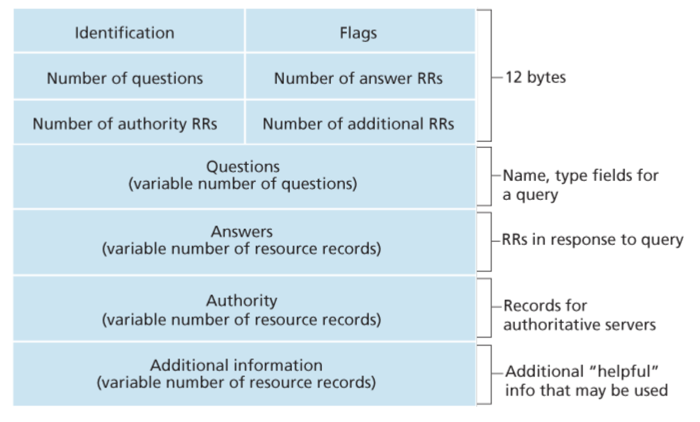 Identification
Flags
Number of questions
Number of answer RRs
12 bytes
Number of authority RRs
Number of additional RRs
Questions
(variable number of questions)
Name, type fields for
a query
Answers
(variable number of resource records)
RRs in response to query
Authority
(variable number of resource records)
Records for
authoritative servers
Additional information
(variable number of resource records)
Additional “helpful”
info that may be used